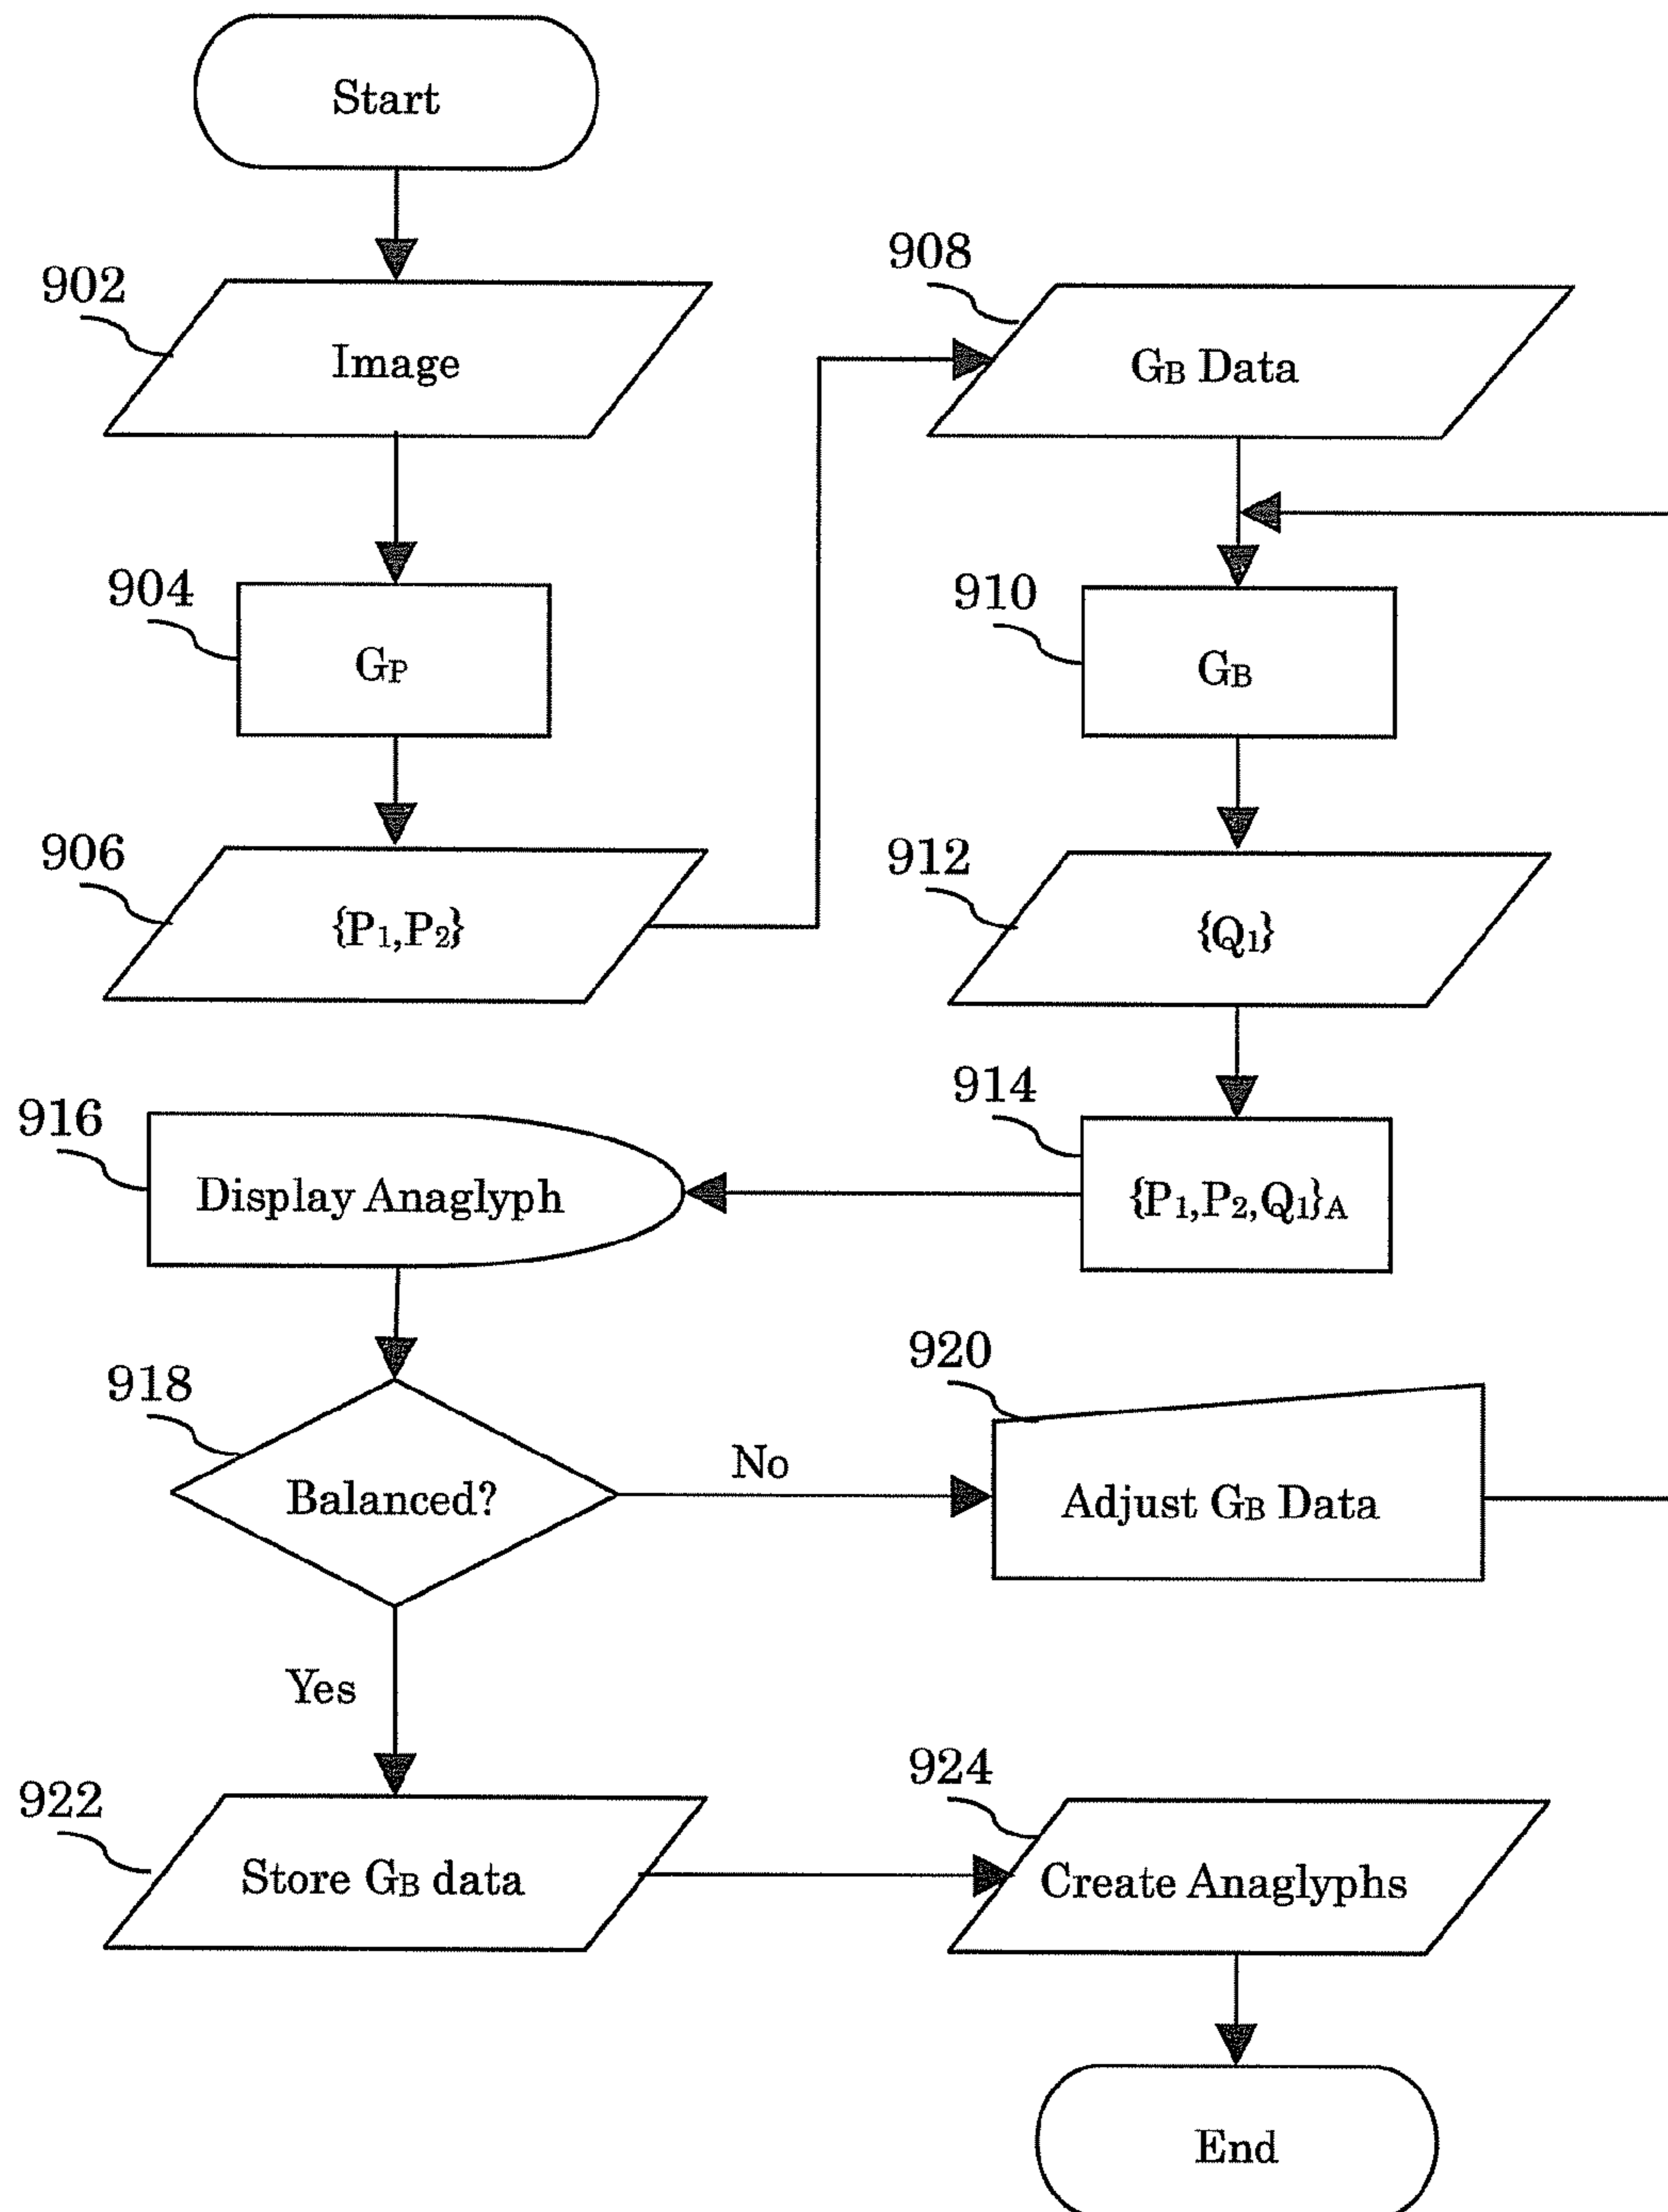 Start
902
Image
904
GP
906
{P1,P2}
908
GB Data
910
GB
912
{Q1}
914
{P1,P2,Q1}A
916
Display Anaglyph
918
Balanced?
No
920
Adjust GB Data
Yes
922
Store GB data
924
Create Anaglyphs
End